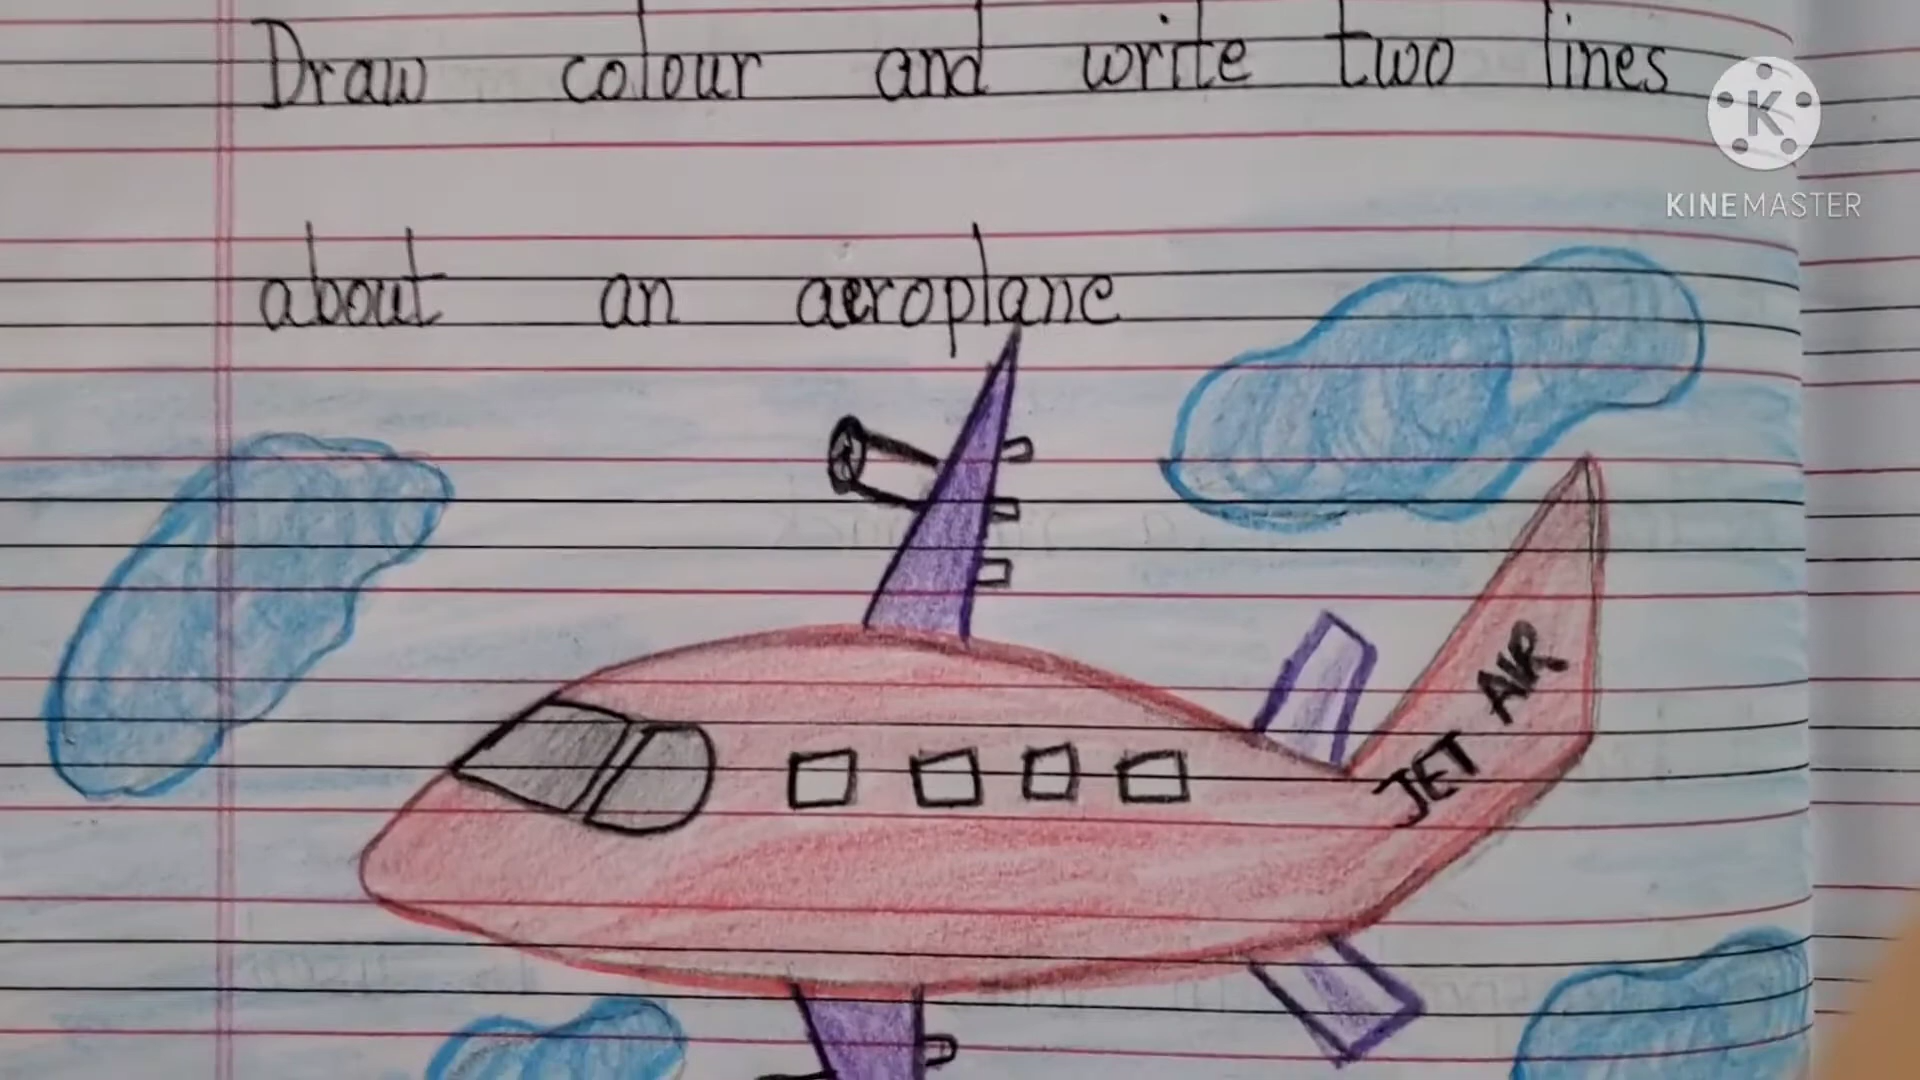 Draw colour and write two lines
K
KINEMASTER
about an aeroplane
JET AIR